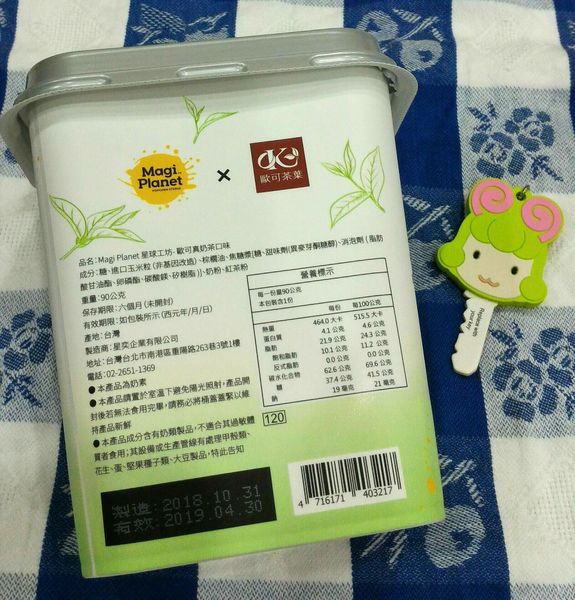 Magi
Planet
POPCORN STUDIO
×
歐可茶葉
品名: Magi Planet 星球工坊-歐可真奶茶口味
成分: 糖、進口玉米粒(非基因改造)、棕櫚油、焦糖漿[糖、甜味劑(異麥芽酮糖醇)、消泡劑(脂肪
酸甘油酯、卵磷酯、碳酸鎂、矽樹脂)]、奶粉、紅茶粉
重量: 90公克
保存期限: 六個月(未開封)
有效期限: 如包裝所示(西元年/月/日)
產地: 台灣
製造商: 星奕企業有限公司
地址: 台灣台北市南港區重陽路263巷3號1樓
電話: 02-2651-1369
●本產品為奶素
●本產品請置於室溫下避免陽光照射,產品開
封後若無法食用完畢,請務必將桶蓋蓋緊以維
持產品新鮮
●本產品成分含有奶類製品,不適合其過敏體
質者食用;其設備或生產管線有處理甲殼類、
花生、蛋、堅果種子類、大豆製品,特此告知
營養標示
每一份量90公克
本包裝含1份
每份 每100公克
熱量 464.0 大卡 515.5 大卡
蛋白質 4.1 公克 4.6 公克
脂肪 21.9 公克 24.3 公克
飽和脂肪 10.1 公克 11.2 公克
反式脂肪 0.0 公克 0.0 公克
碳水化合物 62.6 公克 69.6 公克
糖 37.4 公克 41.5 公克
鈉 19 毫克 21 毫克
120
製造: 2018.10.31
有效: 2019.04.30
4 716171 403217
Replace with
your key